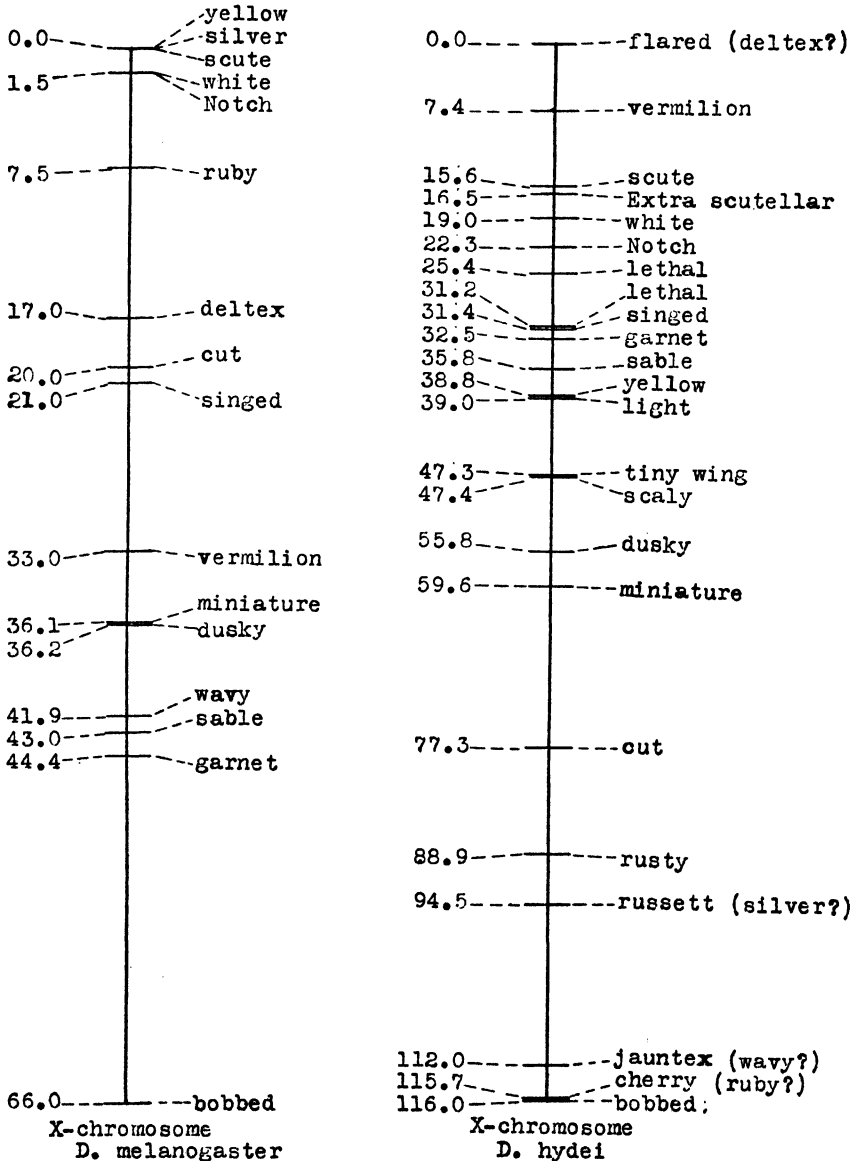 yellow
0.0 silver
scute
1.5 white
Notch
7.5 ruby
17.0 deltex
cut
20.0
21.0 singed
33.0 vermilion
miniature
36.1 dusky
36.2
wavy
41.9 sable
43.0
44.4 garnet
66.0 bobbed
X-chromosome
D. melanogaster
0.0 flared (deltex?)
7.4 vermilion
15.6 scute
16.5 Extra scutellar
19.0 white
22.3 Notch
25.4 lethal
31.2 lethal
31.4 singed
32.5 garnet
35.8 sable
38.8 yellow
39.0 light
47.3 tiny wing
47.4 scaly
55.8 dusky
59.6 miniature
77.3 cut
88.9 rusty
94.5 russett (silver?)
112.0 jauntex (wavy?)
115.7 cherry (ruby?)
116.0 bobbed;
X-chromosome
D. hydei